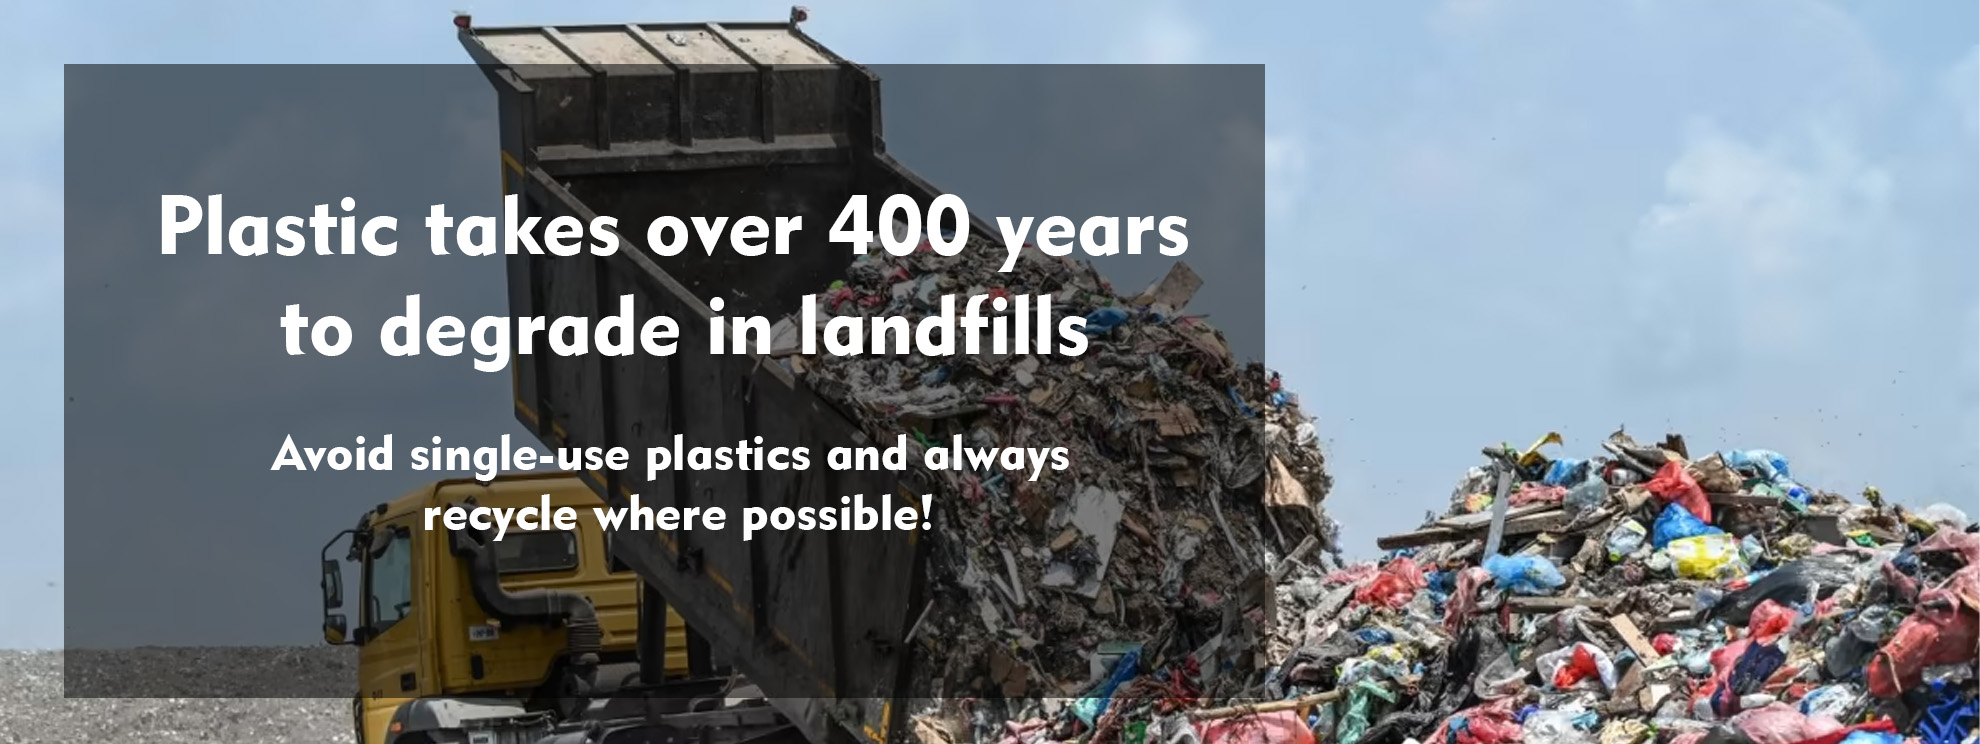 Plastic takes over 400 years
to degrade in landfills
Avoid single-use plastics and always
recycle where possible!